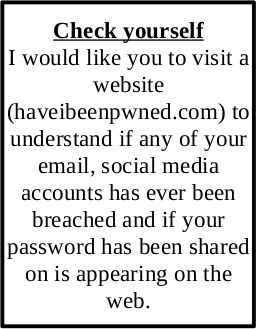 Check yourself
I would like you to visit a
website
(haveibeenpwned.com) to
understand if any of your
email, social media
accounts has ever been
breached and if your
password has been shared
on is appearing on the
web.